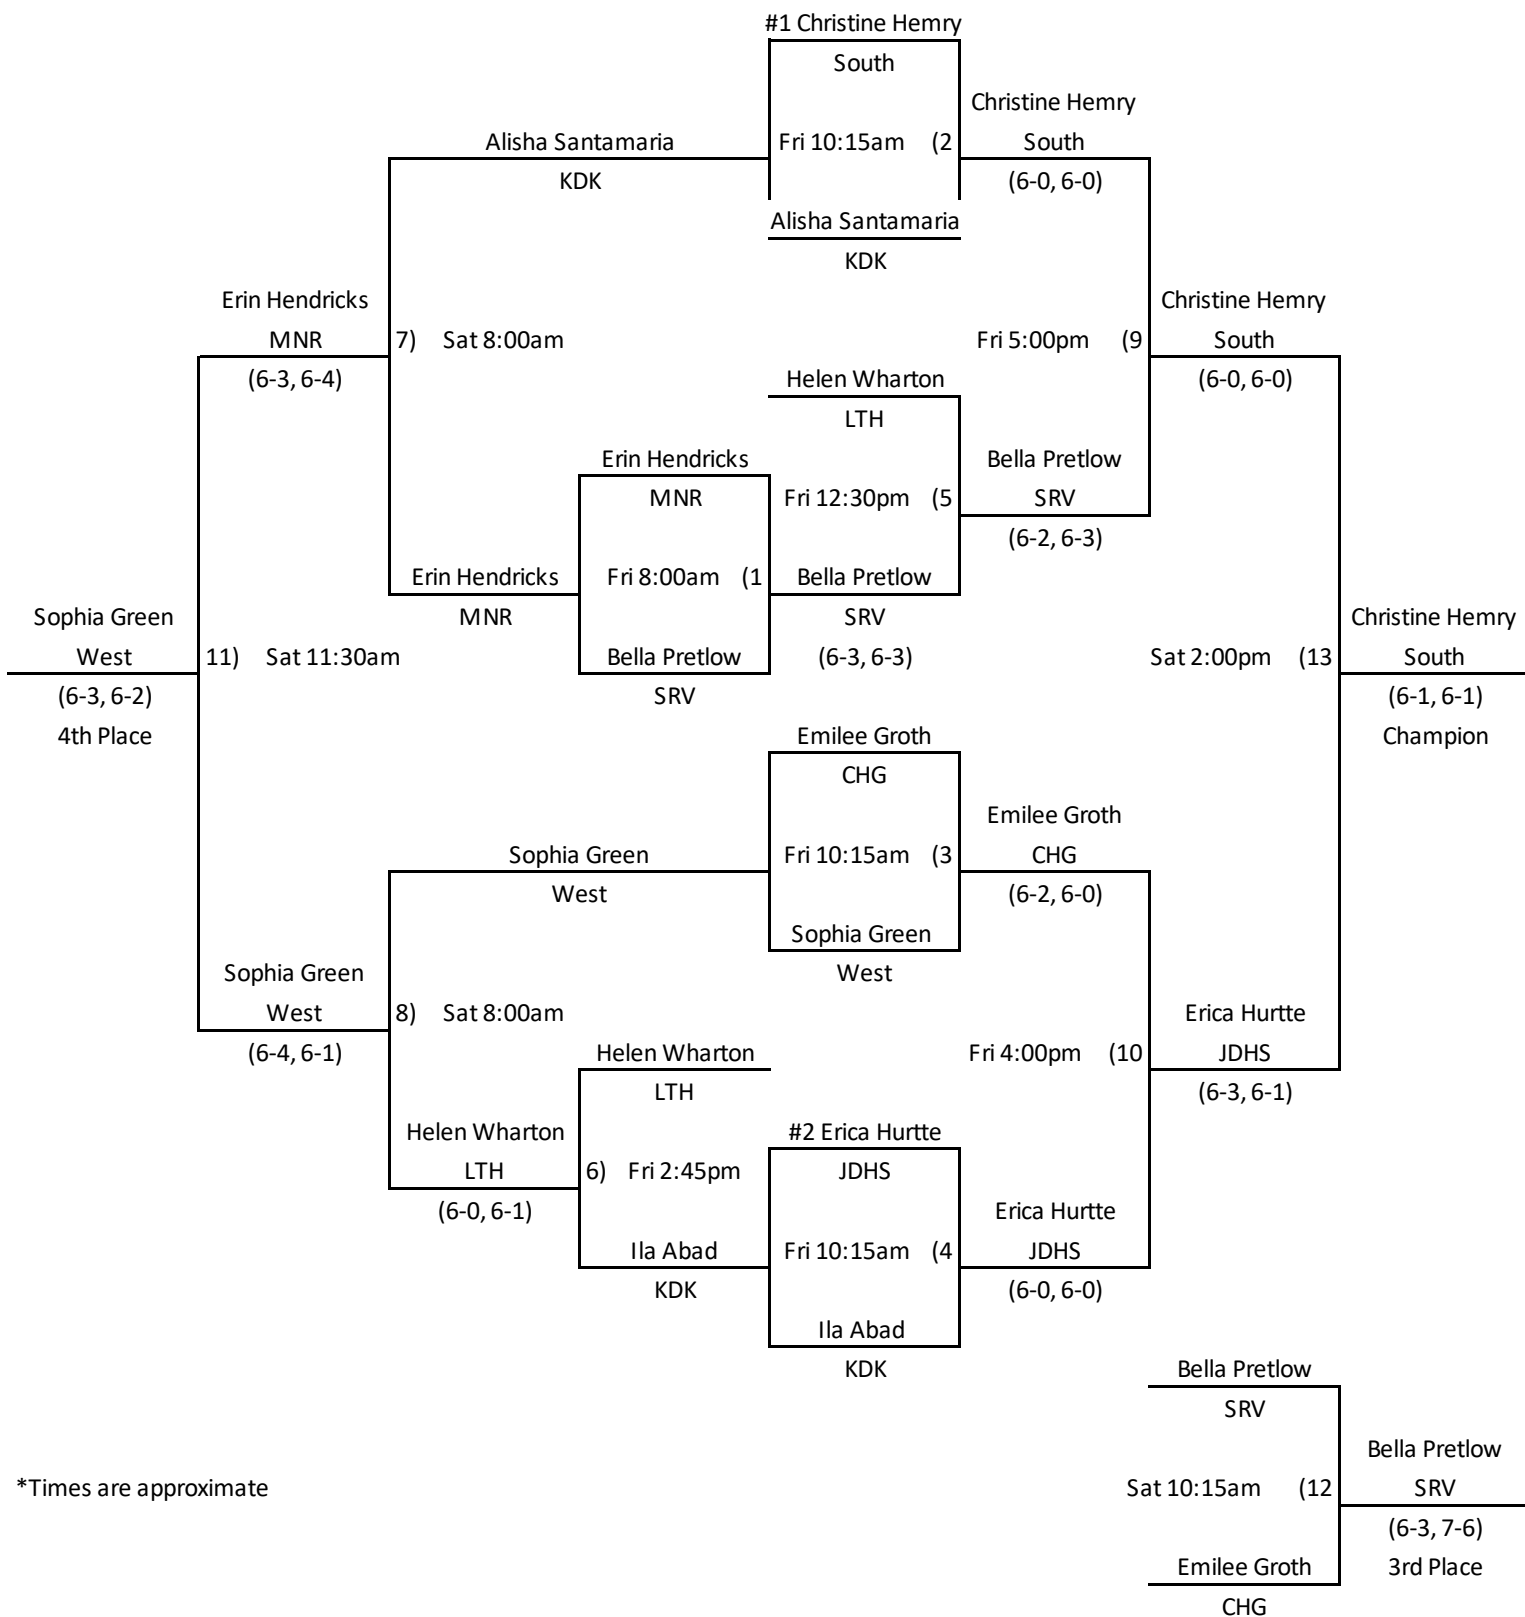 #1 Christine Hemry
South
Christine Hemry
Alisha Santamaria
Fri 10:15am (2
South
KDK
(6-0, 6-0)
Alisha Santamaria
KDK
Erin Hendricks
Christine Hemry
MNR
7) Sat 8:00am
Fri 5:00pm (9
South
(6-3, 6-4)
Helen Wharton
(6-0, 6-0)
LTH
Erin Hendricks
Bella Pretlow
MNR
Fri 12:30pm (5
SRV
(6-2, 6-3)
Erin Hendricks
Fri 8:00am (1
Bella Pretlow
Sophia Green
MNR
SRV
Christine Hemry
West
11) Sat 11:30am
Bella Pretlow
(6-3, 6-3)
Sat 2:00pm (13
South
(6-3, 6-2)
SRV
(6-1, 6-1)
4th Place
Emilee Groth
Champion
CHG
Emilee Groth
Sophia Green
Fri 10:15am (3
CHG
West
(6-2, 6-0)
Sophia Green
Sophia Green
West
West
8) Sat 8:00am
Erica Hurtte
(6-4, 6-1)
Helen Wharton
Fri 4:00pm (10
JDHS
LTH
(6-3, 6-1)
Helen Wharton
#2 Erica Hurtte
LTH
6) Fri 2:45pm
JDHS
(6-0, 6-1)
Erica Hurtte
Ila Abad
Fri 10:15am (4
JDHS
KDK
(6-0, 6-0)
Ila Abad
KDK
Bella Pretlow
SRV
Bella Pretlow
*Times are approximate
Sat 10:15am (12
SRV
(6-3, 7-6)
Emilee Groth
3rd Place
CHG